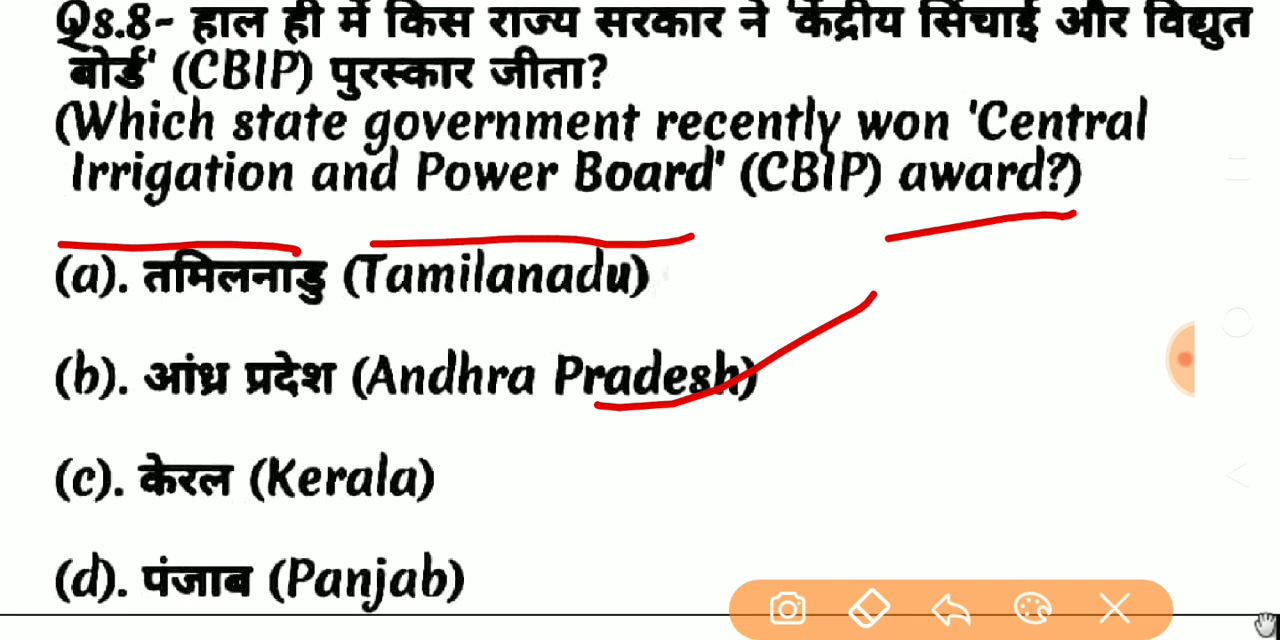 Qs.8- हाल ही में किस राज्य सरकार ने 'केंद्रीय सिंचाई और विद्युत
बोर्ड' (CBIP) पुरस्कार जीता?
(Which state government recently won 'Central
Irrigation and Power Board' (CBIP) award?)
(a). तमिलनाडु (Tamilanadu)
(b). आंध्र प्रदेश (Andhra Pradesh)
(c). केरल (Kerala)
(d). पंजाब (Panjab)